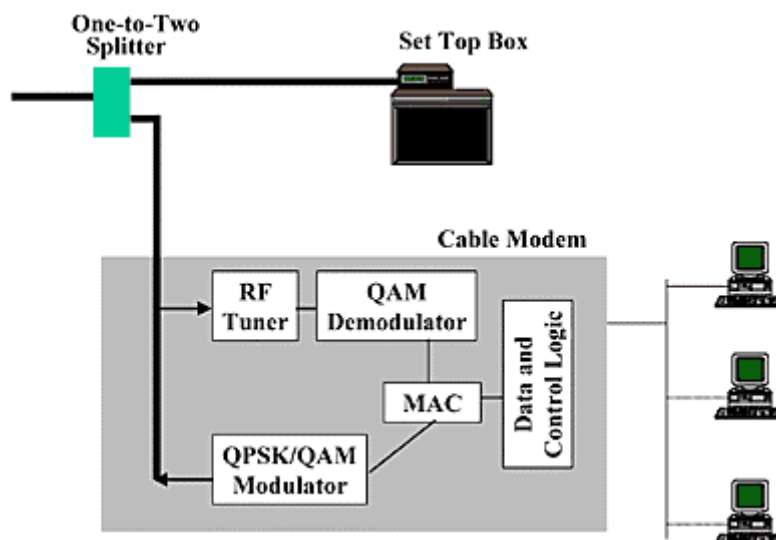 One-to-Two
Splitter
Set Top Box
Cable Modem
RF
Tuner
QAM
Demodulator
Data and
Control Logic
MAC
QPSK/QAM
Modulator